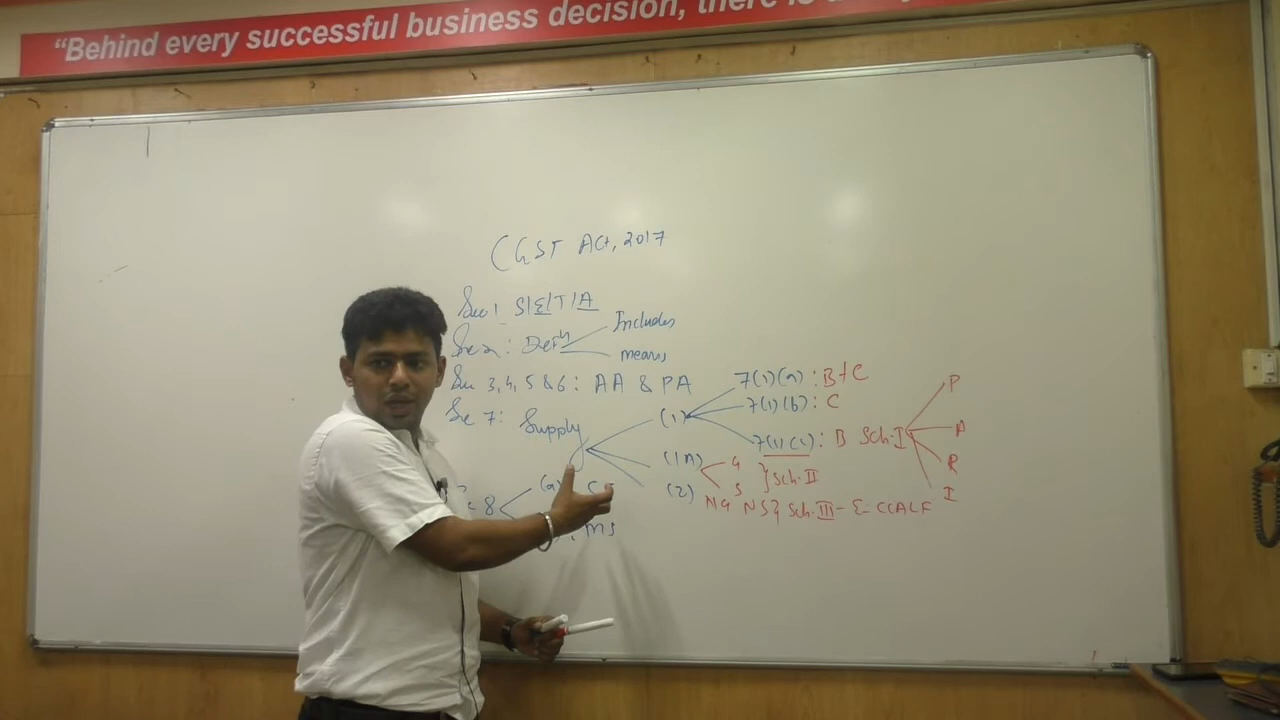 "Behind every successful business decision, there is
CGST Act, 2017
Sec 1 S/E/T/A
Sec 2: Defn Includes
means
Sec 3, 4, 5 & 6: AA & PA
Sec 7: Supply
(1) 7(1)(a): B+C
7(1)(b): C
7(1)(c): B Sch.I
P
A
R
I
(1A) G
S } Sch.II
(2) NG NS} Sch.III - E-CCALF
8 (a) C
MS